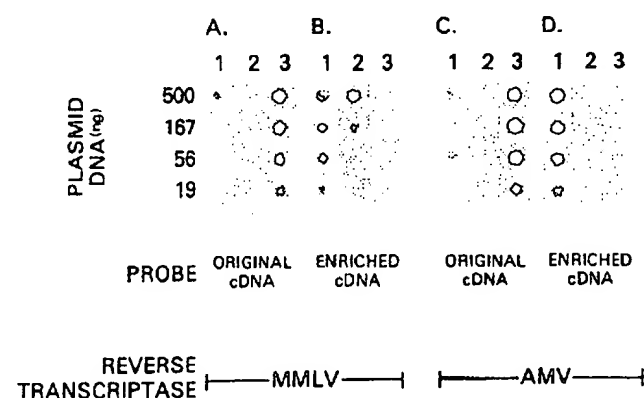 A. B. C. D.
1 2 3 1 2 3 1 2 3 1 2 3
PLASMID
DNA(ng)
500
167
56
19
PROBE ORIGINAL ENRICHED ORIGINAL ENRICHED
cDNA cDNA cDNA cDNA
REVERSE
TRANSCRIPTASE MMLV AMV